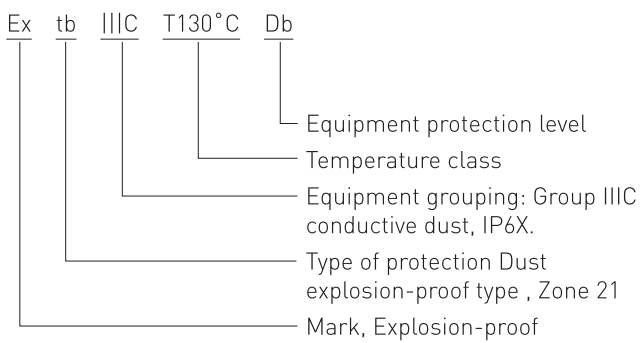 Ex tb IIIC T130°C Db
Equipment protection level
Temperature class
Equipment grouping: Group IIIC
conductive dust, IP6X.
Type of protection Dust
explosion-proof type , Zone 21
Mark, Explosion-proof